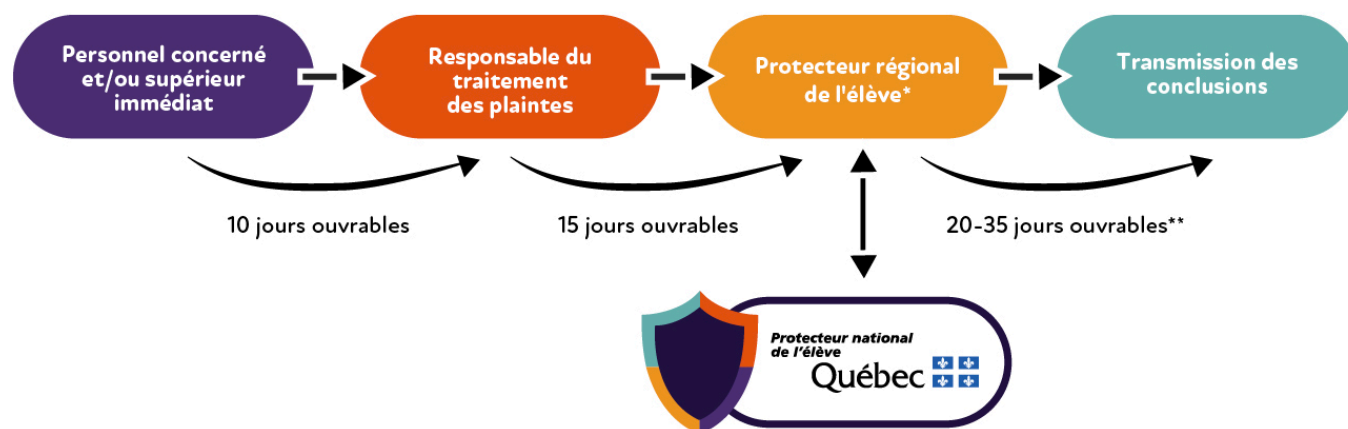 Personnel concerné
et/ou supérieur
immédiat
Responsable du
traitement
des plaintes
Protecteur régional
de l'élève*
Transmission des
conclusions
10 jours ouvrables
15 jours ouvrables
20-35 jours ouvrables**
Protecteur national
de l'élève
Québec